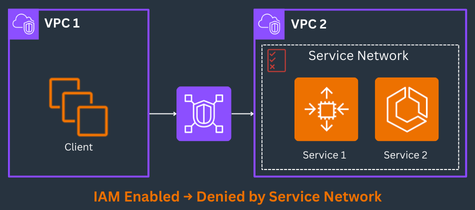 VPC 1
VPC 2
Service Network
Client
Service 1
Service 2
IAM Enabled → Denied by Service Network